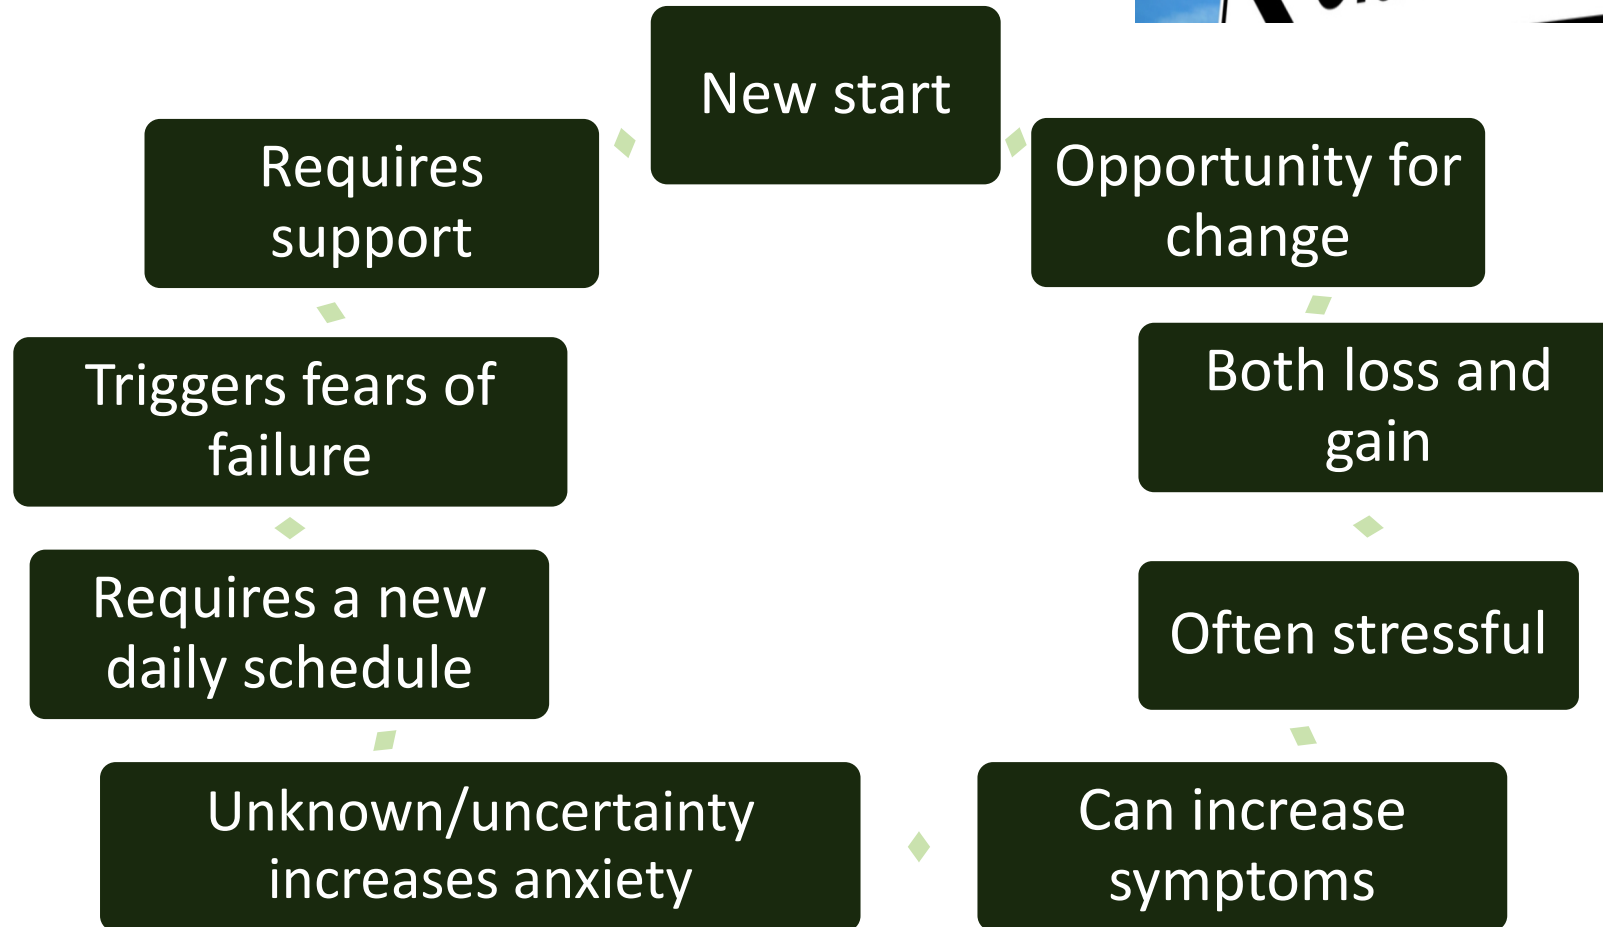 New start
Opportunity for
change
Both loss and
gain
Often stressful
Can increase
symptoms
Unknown/uncertainty
increases anxiety
Requires a new
daily schedule
Triggers fears of
failure
Requires
support